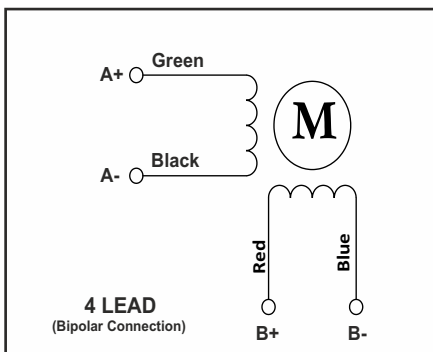 Green
A+
M
Black
A-
Red
Blue
4 LEAD
(Bipolar Connection)
B+
B-